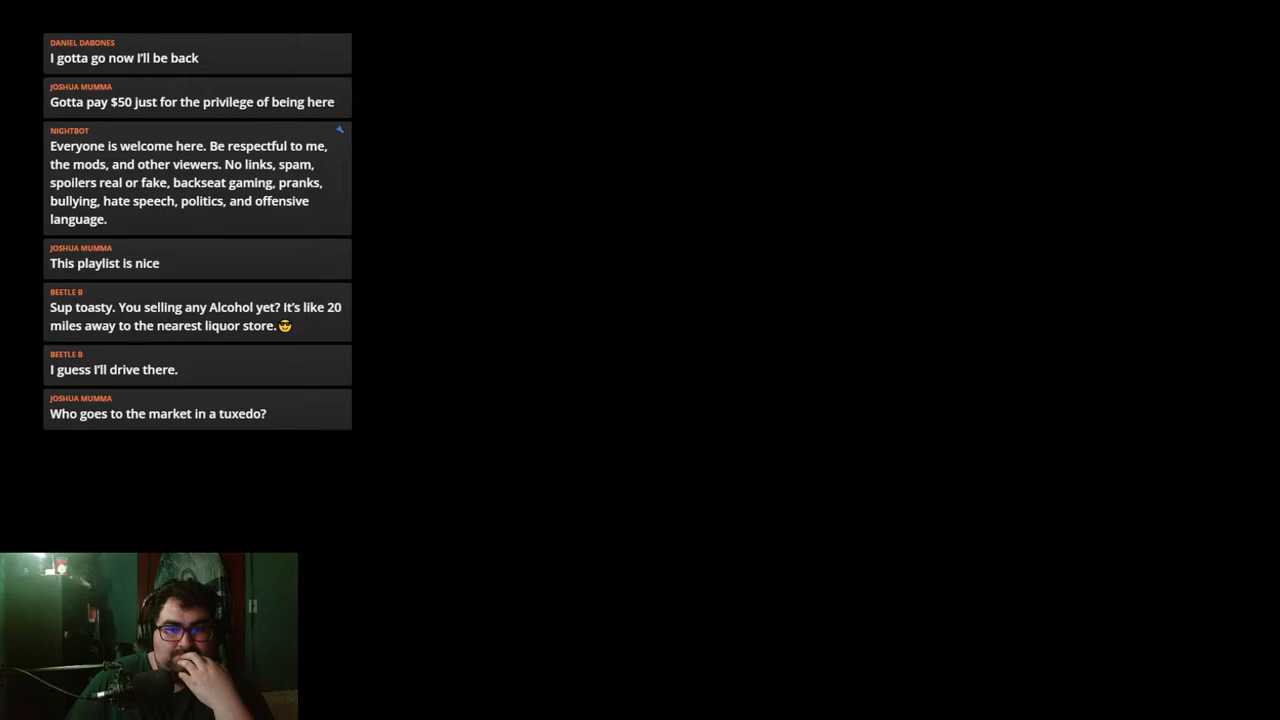 DANIEL DABONES
I gotta go now I'll be back
JOSHUA MUMMA
Gotta pay $50 just for the privilege of being here
NIGHTBOT
Everyone is welcome here. Be respectful to me,
the mods, and other viewers. No links, spam,
spoilers real or fake, backseat gaming, pranks,
bullying, hate speech, politics, and offensive
language.
JOSHUA MUMMA
This playlist is nice
BEETLE B
Sup toasty. You selling any Alcohol yet? It's like 20
miles away to the nearest liquor store. 😎
BEETLE B
I guess I'll drive there.
JOSHUA MUMMA
Who goes to the market in a tuxedo?